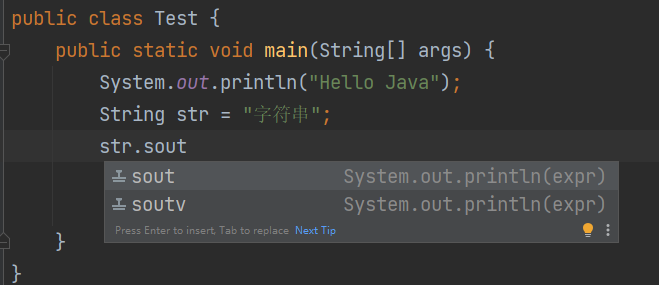 public class Test {
public static void main(String[] args) {
System.out.println("Hello Java");
String str = "字符串";
str.sout
sout System.out.println(expr)
soutv System.out.println(expr)
Press Enter to insert, Tab to replace Next Tip
}
}